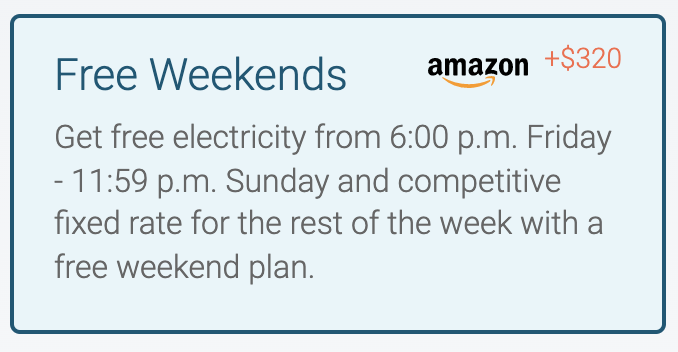 Free Weekends
amazon +$320
Get free electricity from 6:00 p.m. Friday
- 11:59 p.m. Sunday and competitive
fixed rate for the rest of the week with a
free weekend plan.